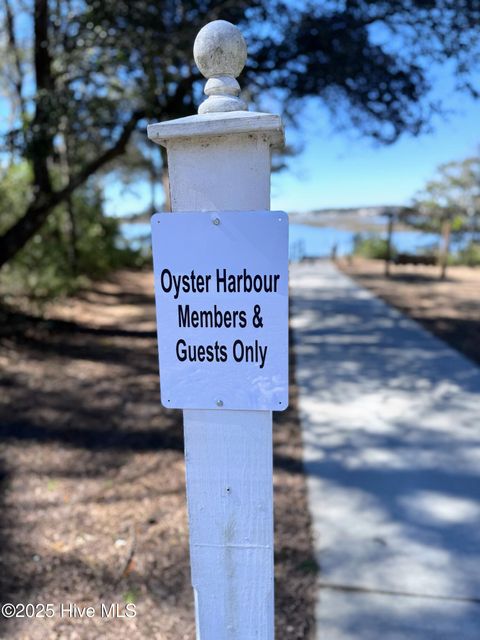 Oyster Harbour
Members &
Guests Only
©2025 Hive MLS